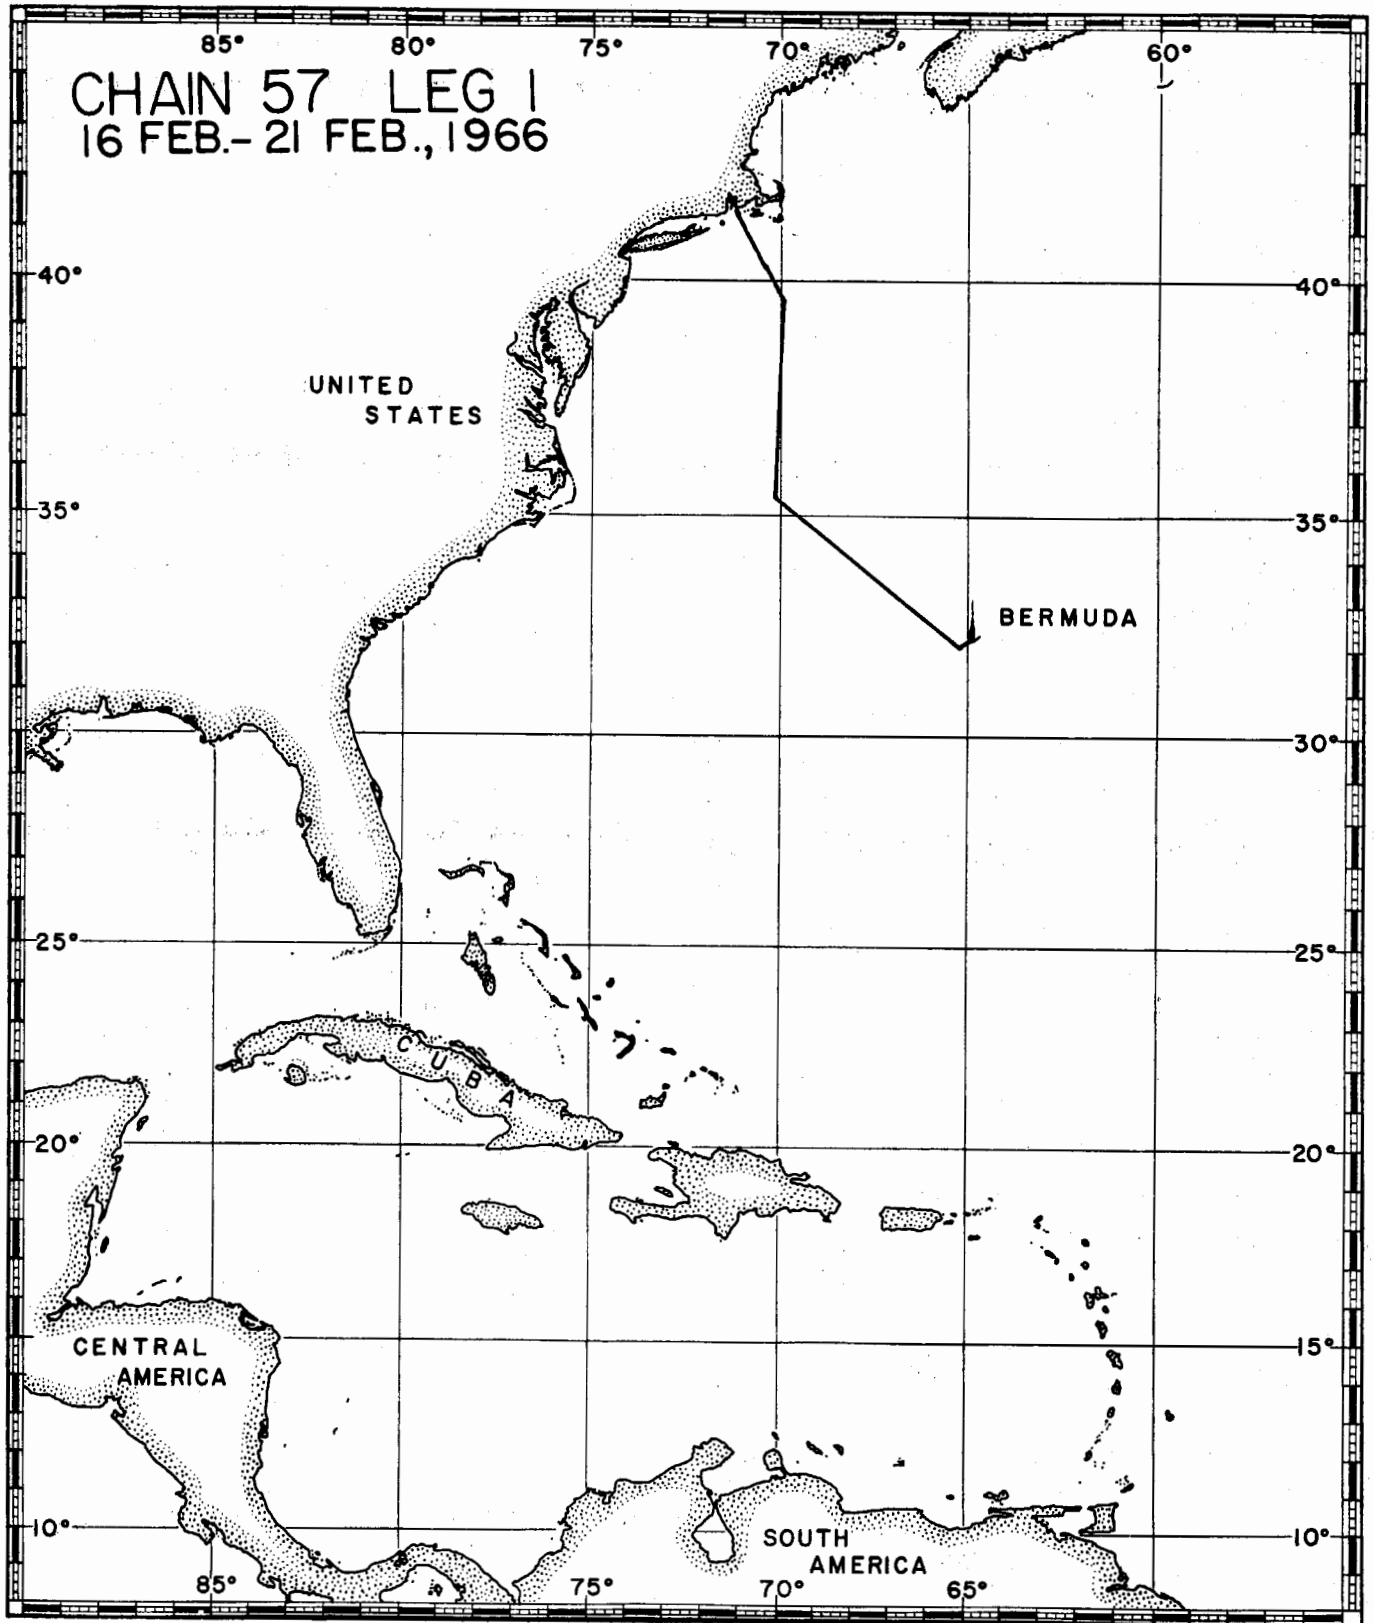 85° 80° 75° 70° 60°
CHAIN 57 LEG 1
16 FEB.- 21 FEB., 1966
40° 40°
UNITED
STATES
35° 35°
BERMUDA
30°
25° 25°
CUBA
20° 20°
15°
CENTRAL
AMERICA
10° 10°
SOUTH
AMERICA
85° 75° 70° 65°